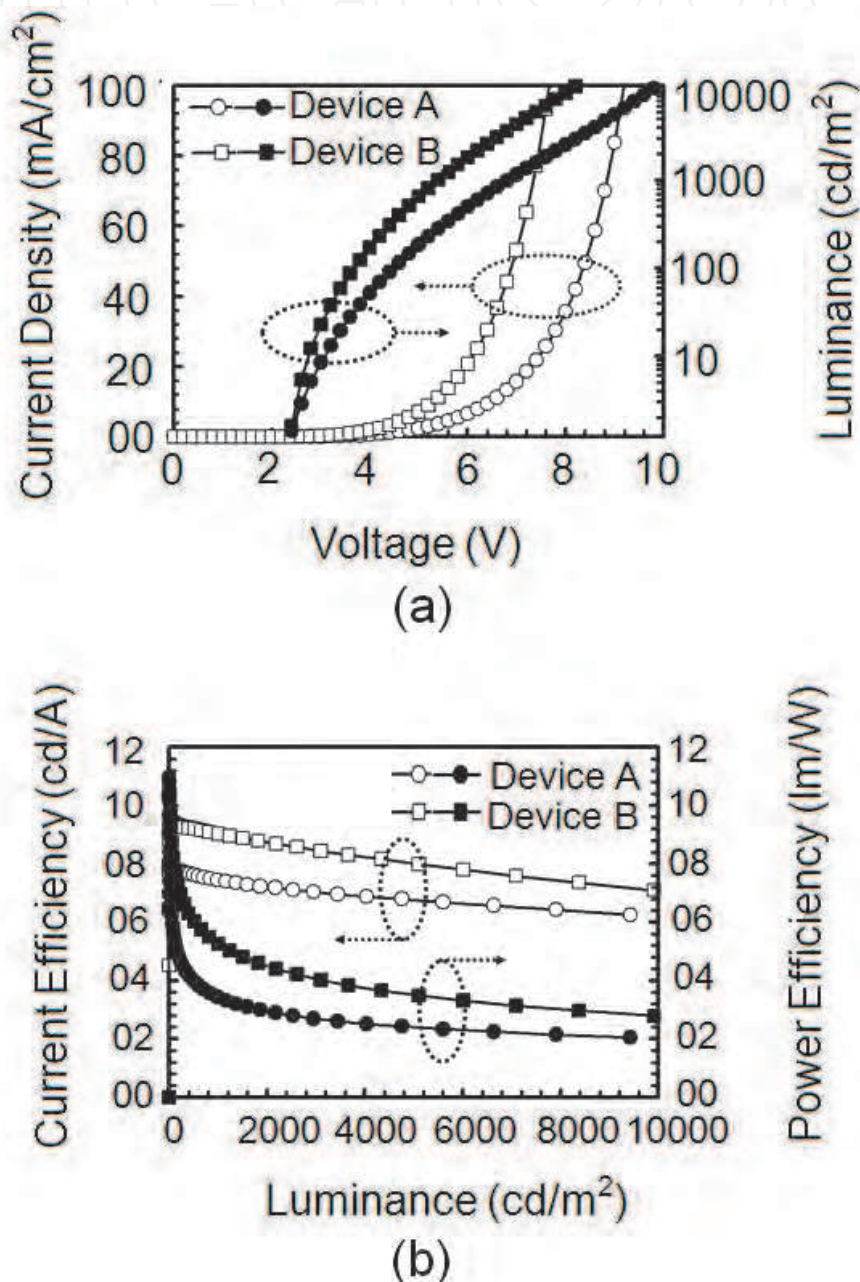 Current Density (mA/cm²)
100
80
60
40
20
00
Device A
Device B
10000
1000
100
10
Luminance (cd/m²)
0 2 4 6 8 10
Voltage (V)
(a)
Current Efficiency (cd/A)
12
10
08
06
04
02
00
Device A
Device B
12
10
08
06
04
02
00
Power Efficiency (lm/W)
0 2000 4000 6000 8000 10000
Luminance (cd/m²)
(b)